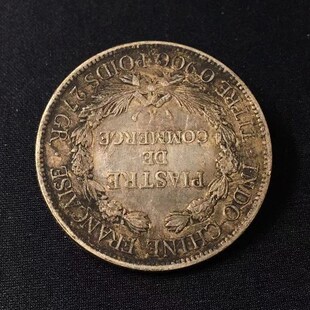 INDO-CHINE FRANÇAISE
PIASTRE
DE
COMMERCE
TITRE 0,900. POIDS 27 GR.